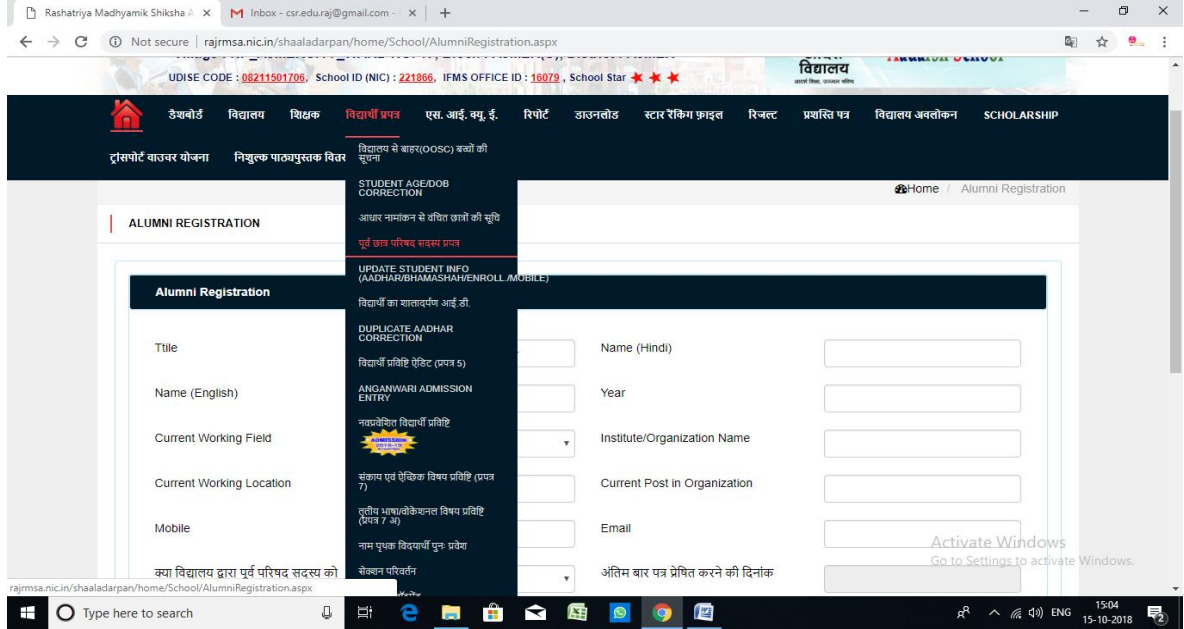 Rashatriya Madhyamik Shiksha A
Inbox - csr.edu.raj@gmail.com -
Not secure | rajrmsa.nic.in/shaaladarpan/home/School/AlumniRegistration.aspx
UDISE CODE : 08211501706, School ID (NIC) : 221866, IFMS OFFICE ID : 16079 , School Star
विद्यालय
डैशबोर्ड विद्यालय शिक्षक विद्यार्थी प्रपत्र एस. आई. क्यू. ई. रिपोर्ट डाउनलोड स्टार रैंकिंग फ़ाइल रिजल्ट प्रशस्ति पत्र विद्यालय अवलोकन SCHOLARSHIP
ट्रांसपोर्ट वाउचर योजना निशुल्क पाठ्यपुस्तक वितर
विद्यालय से बाहर(OOSC) बच्चों की
सूचना
STUDENT AGE/DOB
CORRECTION
आधार नामांकन से वंचित छात्रों की सूचि
पूर्व छात्र परिषद सदस्य प्रपत्र
UPDATE STUDENT INFO
(AADHAR/BHAMASHAH/ENROLL./MOBILE)
विद्यार्थी का शालादर्पण आई.डी.
DUPLICATE AADHAR
CORRECTION
विद्यार्थी प्रविष्टि ऐडिट (प्रपत्र 5)
ANGANWARI ADMISSION
ENTRY
नवप्रवेशित विद्यार्थी प्रविष्टि
ADMISSION
संकाय एवं ऐच्छिक विषय प्रविष्टि (प्रपत्र
7)
तृतीय भाषा/वोकेशनल विषय प्रविष्टि
(प्रपत्र 7 अ)
नाम पृथक विद्यार्थी पुनः प्रवेश
सेक्शन परिवर्तन
Home / Alumni Registration
ALUMNI REGISTRATION
Alumni Registration
Ttile
Name (Hindi)
Name (English)
Year
Current Working Field
Institute/Organization Name
Current Working Location
Current Post in Organization
Mobile
Email
क्या विद्यालय द्वारा पूर्व परिषद सदस्य को
अंतिम बार पत्र प्रेषित करने की दिनांक
Activate Windows
Go to Settings to activate Windows.
rajrmsa.nic.in/shaaladarpan/home/School/AlumniRegistration.aspx
Type here to search
ENG
15:04
15-10-2018
2